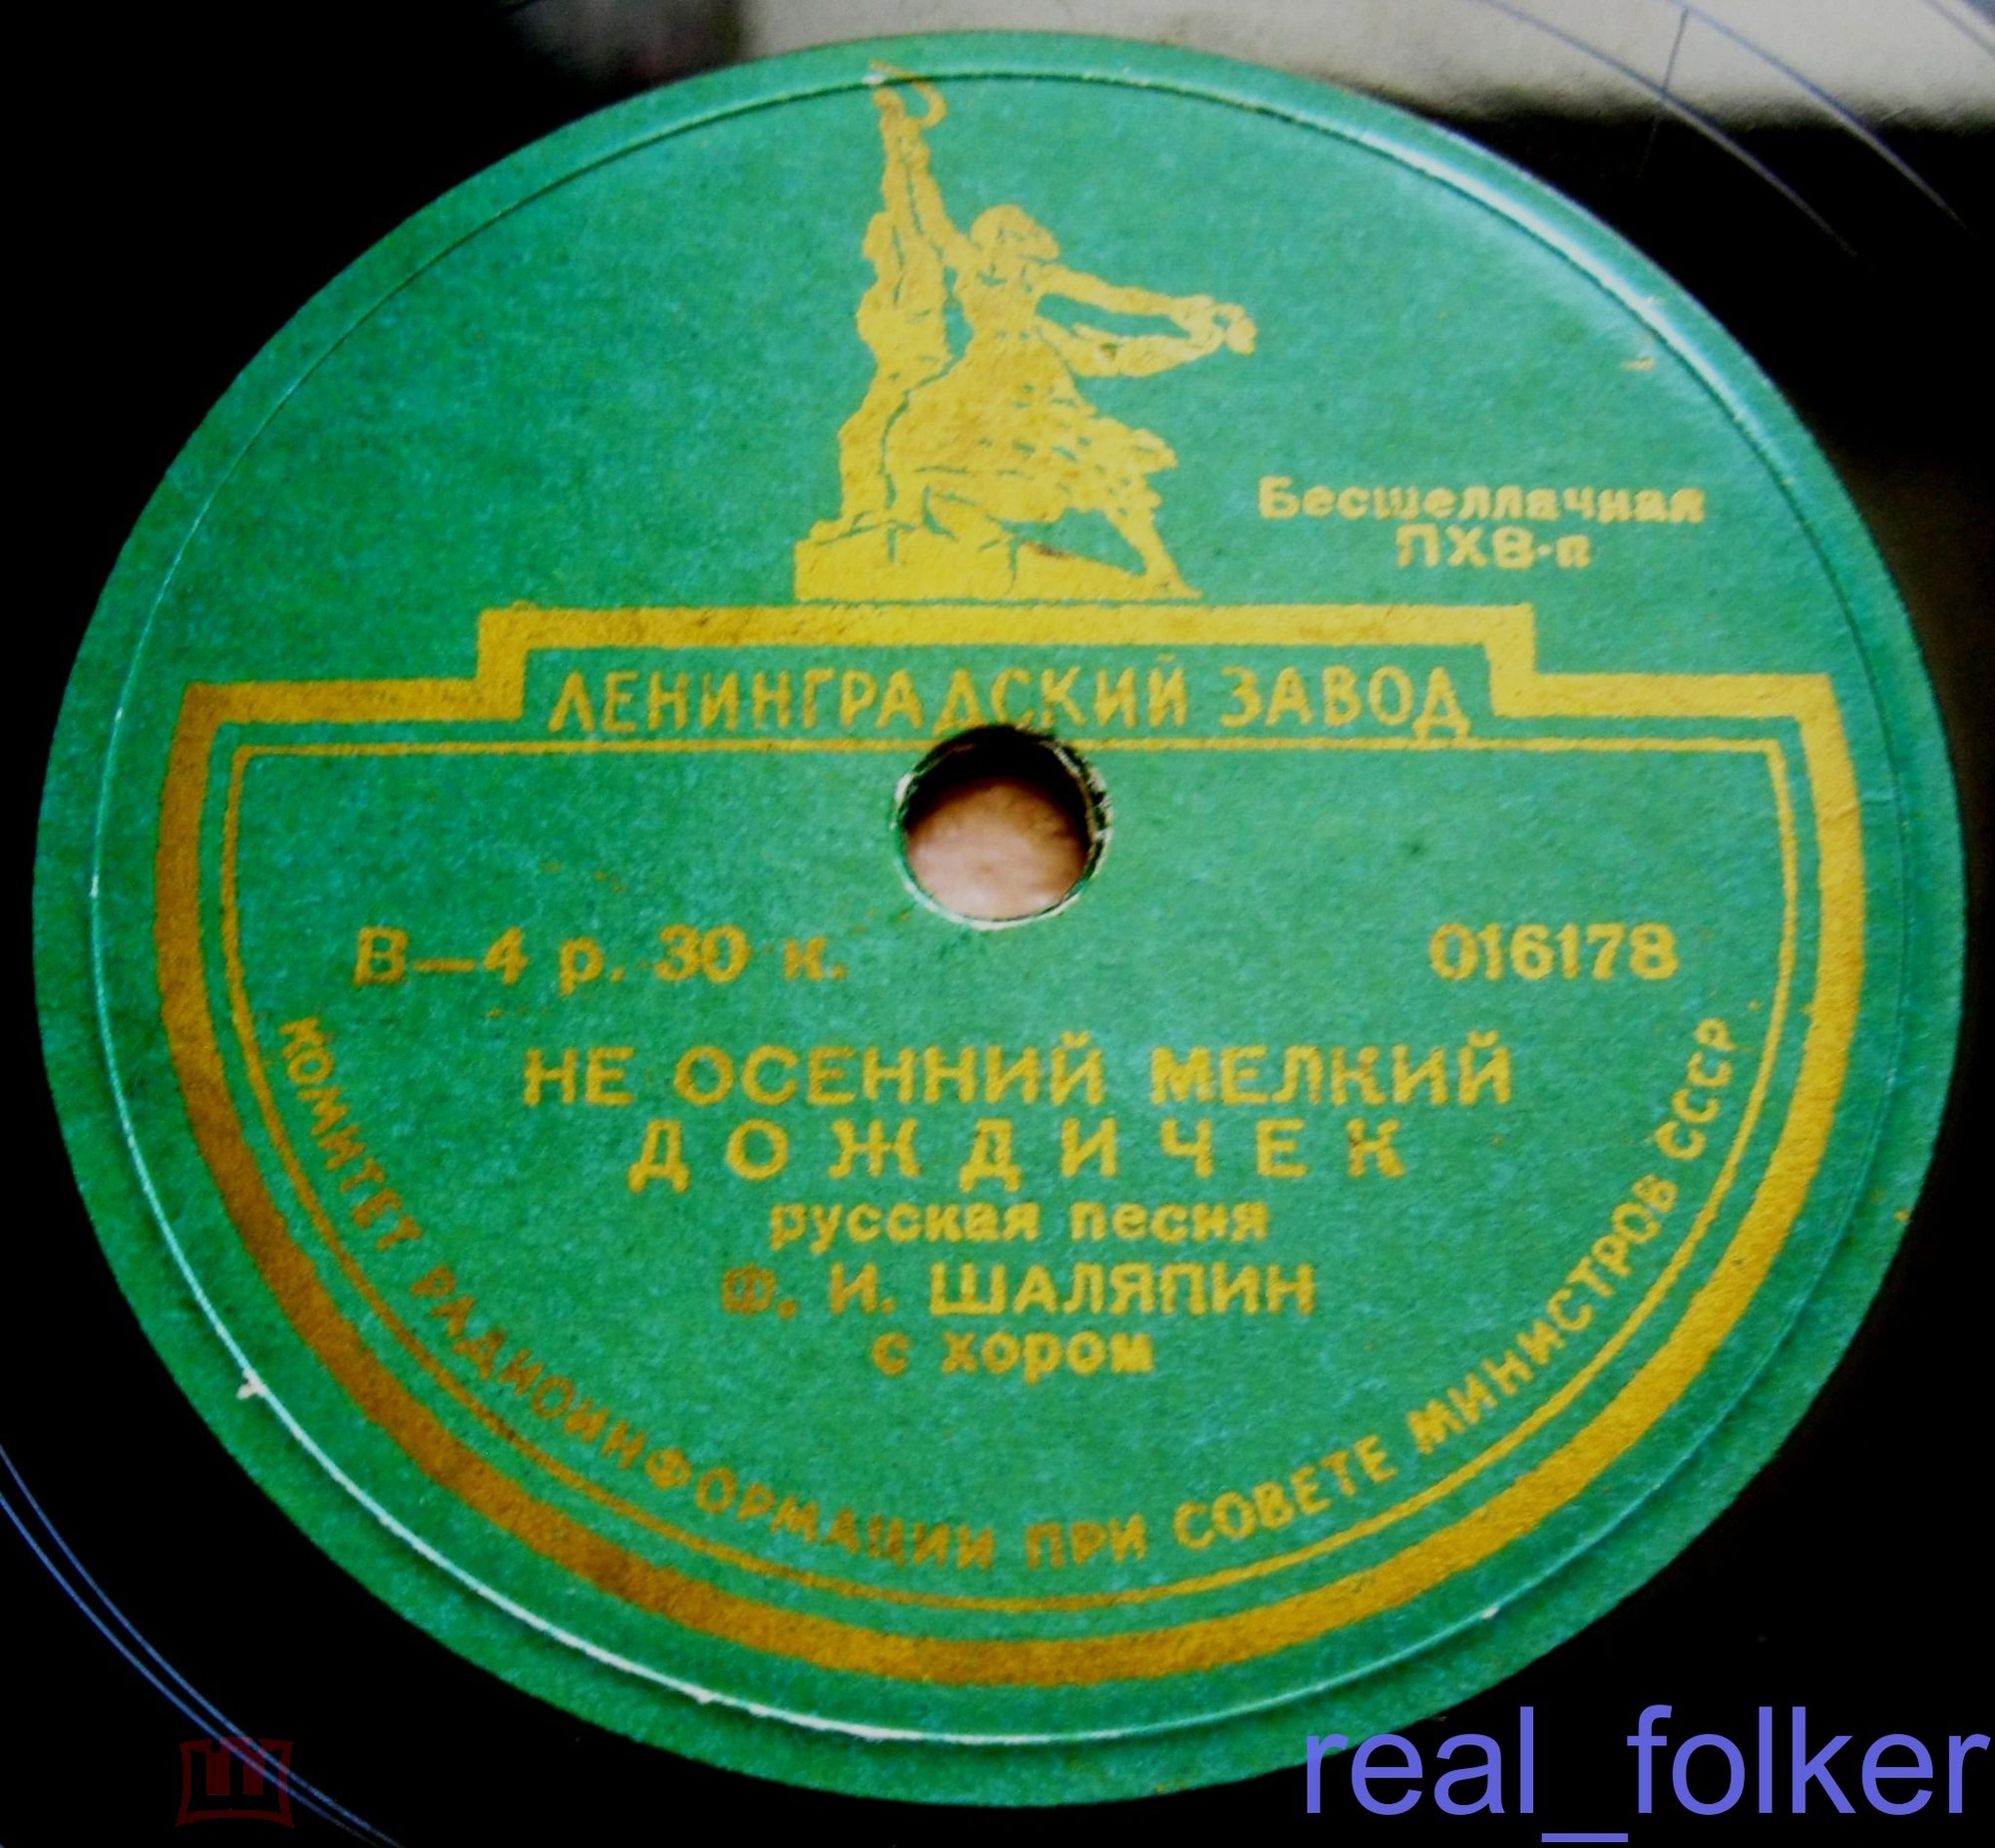 Бесшеллачная
ПХВ-п
ЛЕНИНГРАДСКИЙ ЗАВОД
В—4 р. 30 к.
016178
НЕ ОСЕННИЙ МЕЛКИЙ
ДОЖДИЧЕК
русская песня
Ф. И. ШАЛЯПИН
с хором
КОМИТЕТ РАДИОИНФОРМАЦИИ ПРИ СОВЕТЕ МИНИСТРОВ СССР
real_folker